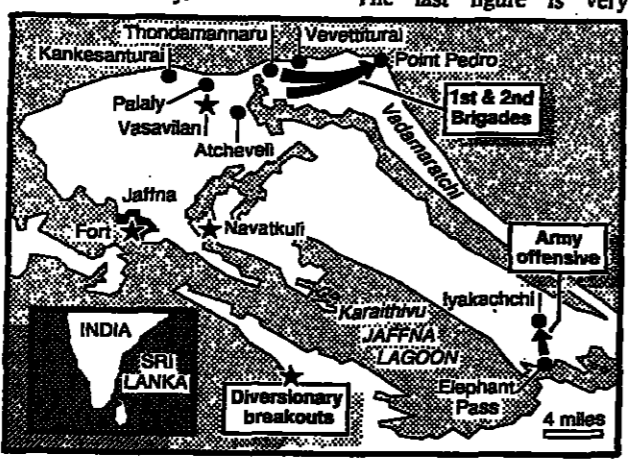 The last figure is very
Thondamannaru
Vevettiturai
Kankesanturai
Point Pedro
Palaly
Vasavilan
1st & 2nd
Brigades
Atcheveli
Vadamaratchi
Jaffna
Fort
Navatkuli
Army
offensive
Iyakachchi
Karaithivu
JAFFNA
LAGOON
INDIA
SRI
LANKA
Elephant
Pass
Diversionary
breakouts
4 miles